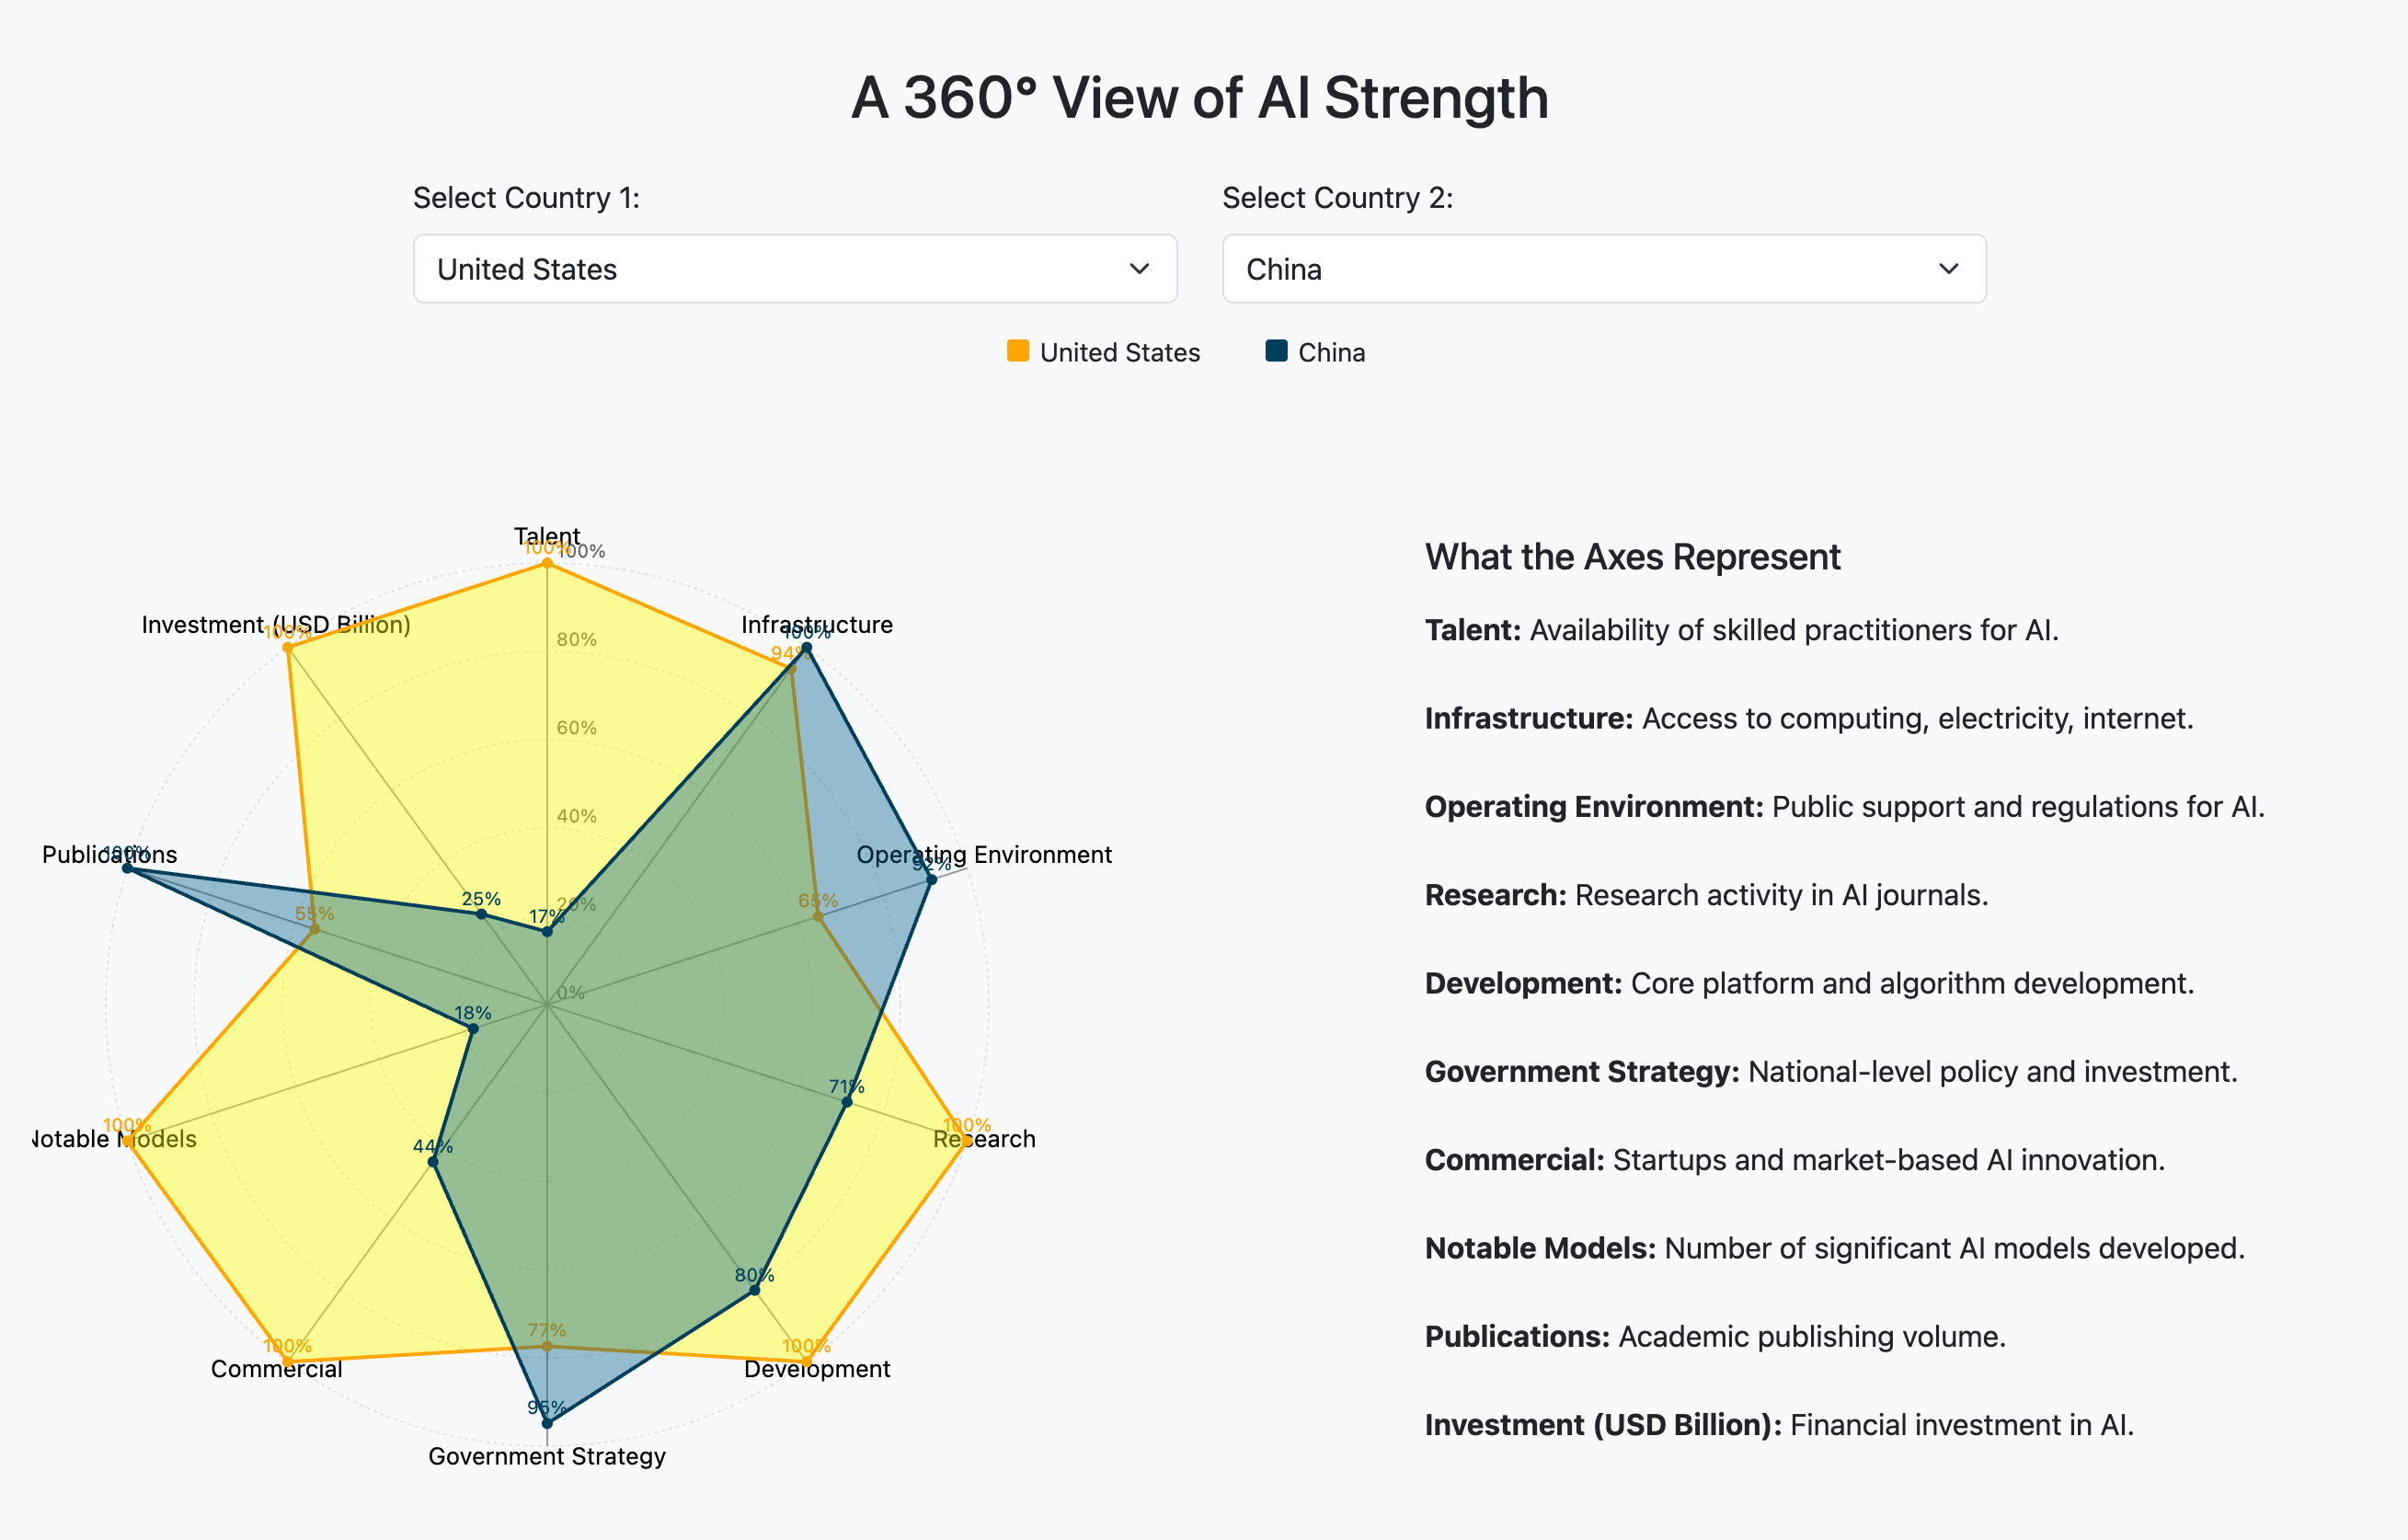 A 360° View of AI Strength
Select Country 1:
Select Country 2:
United States
China
United States
China
Talent
100%
100%
Investment (USD Billion)
100%
Infrastructure
100%
94%
80%
60%
40%
20%
0%
Publications
100%
55%
25%
17%
Operating Environment
92%
65%
18%
71%
100%
Notable Models
100%
Research
44%
80%
77%
100%
Commercial
100%
Development
95%
Government Strategy
What the Axes Represent
Talent: Availability of skilled practitioners for AI.
Infrastructure: Access to computing, electricity, internet.
Operating Environment: Public support and regulations for AI.
Research: Research activity in AI journals.
Development: Core platform and algorithm development.
Government Strategy: National-level policy and investment.
Commercial: Startups and market-based AI innovation.
Notable Models: Number of significant AI models developed.
Publications: Academic publishing volume.
Investment (USD Billion): Financial investment in AI.